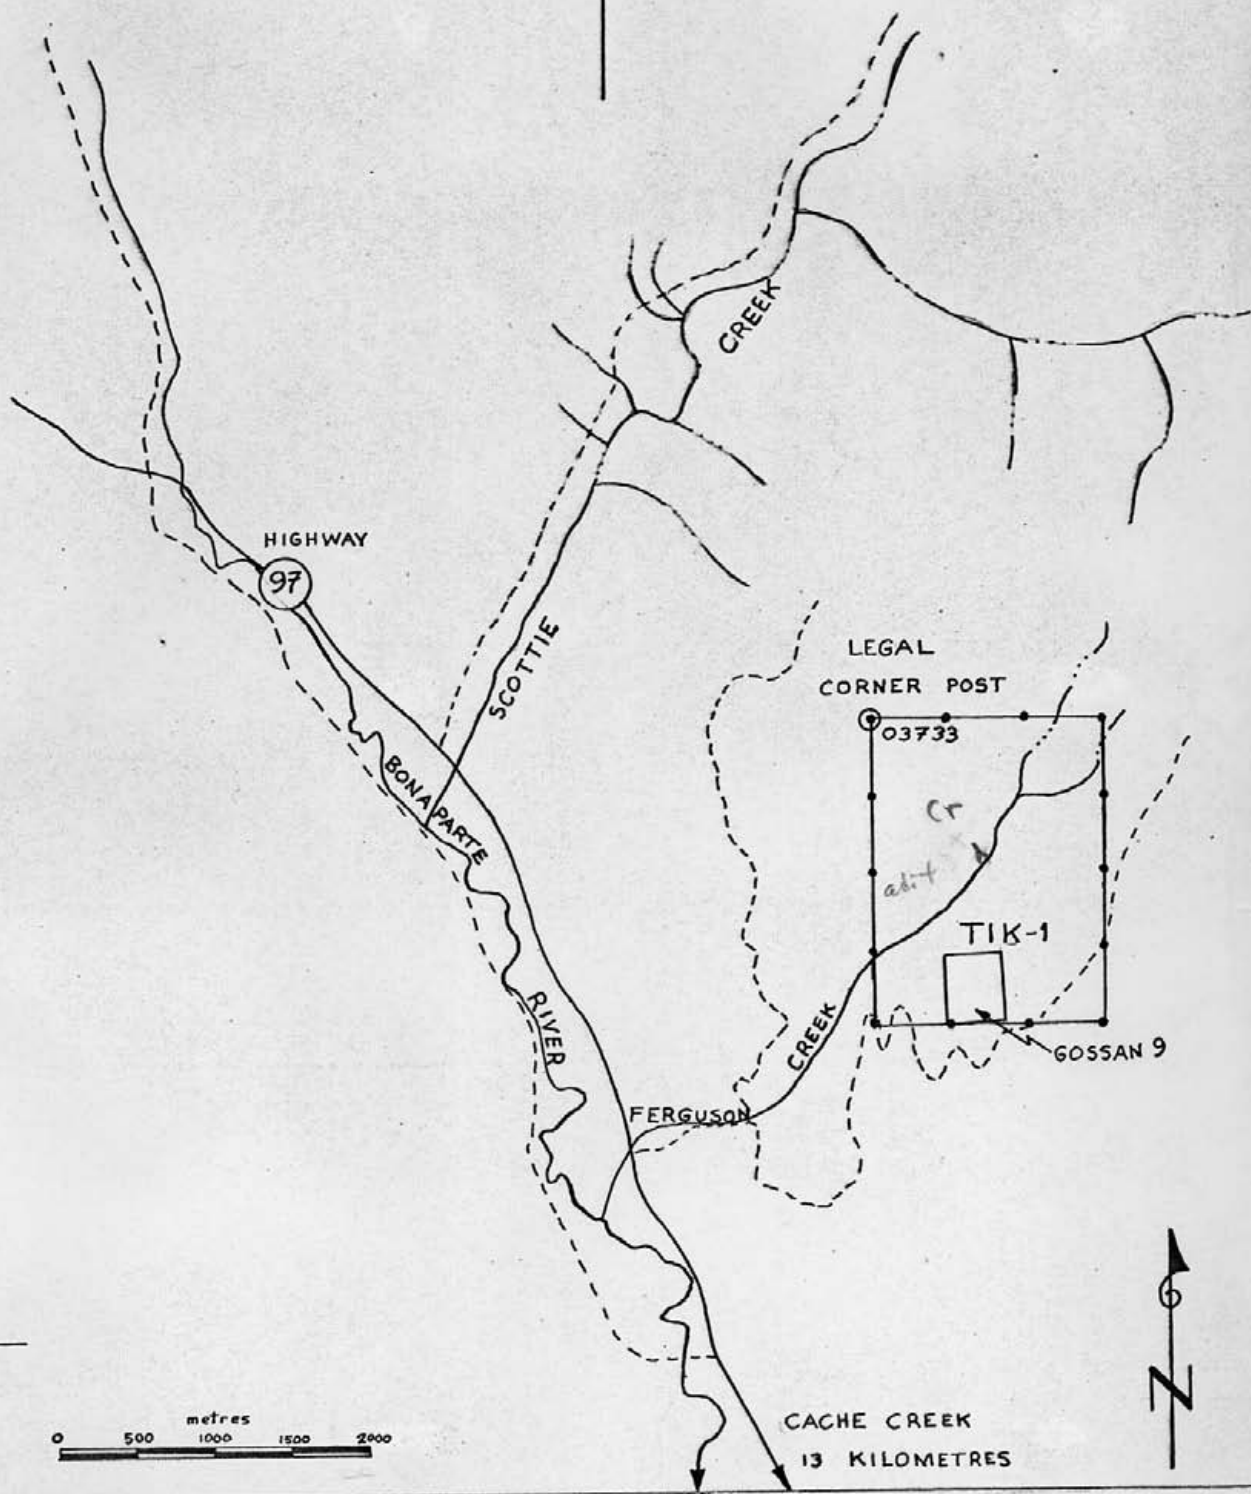 CREEK
HIGHWAY
97
SCOTTIE
LEGAL
CORNER POST
03733
BONAPARTE
RIVER
Cr
TIK-1
CREEK
GOSSAN 9
FERGUSON
N
metres
0 500 1000 1500 2000
CACHE CREEK
13 KILOMETRES